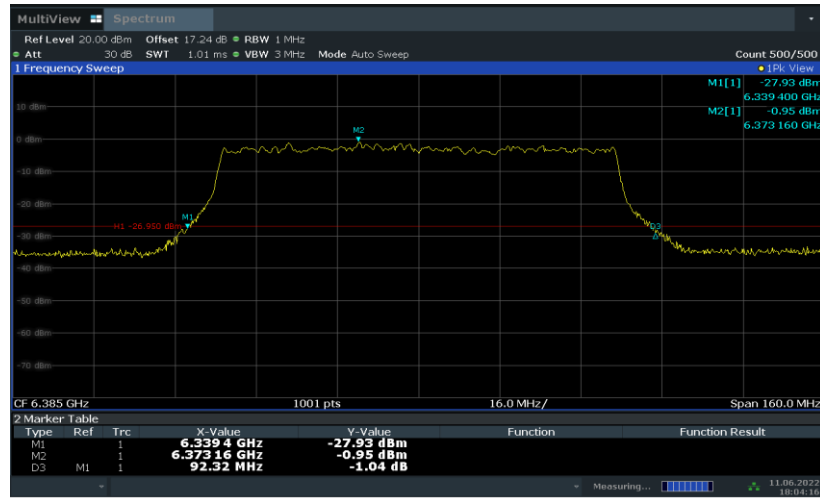 MultiView Spectrum
Ref Level 20.00 dBm Offset 17.24 dB RBW 1 MHz
Att 30 dB SWT 1.01 ms VBW 3 MHz Mode Auto Sweep Count 500/500
1 Frequency Sweep 1Pk View
M1[1] -27.93 dBm
6.339 400 GHz
M2[1] -0.95 dBm
6.373 160 GHz
10 dBm
M2
0 dBm
-10 dBm
-20 dBm
M1
H1 -26.950 dBm
D3
-30 dBm
-40 dBm
-50 dBm
-60 dBm
-70 dBm
CF 6.385 GHz 1001 pts 16.0 MHz/ Span 160.0 MHz
2 Marker Table
Type Ref Trc X-Value Y-Value Function Function Result
M1 1 6.339 4 GHz -27.93 dBm
M2 1 6.373 16 GHz -0.95 dBm
D3 M1 1 92.32 MHz -1.04 dB
Measuring... 11.06.2022
18:04:16